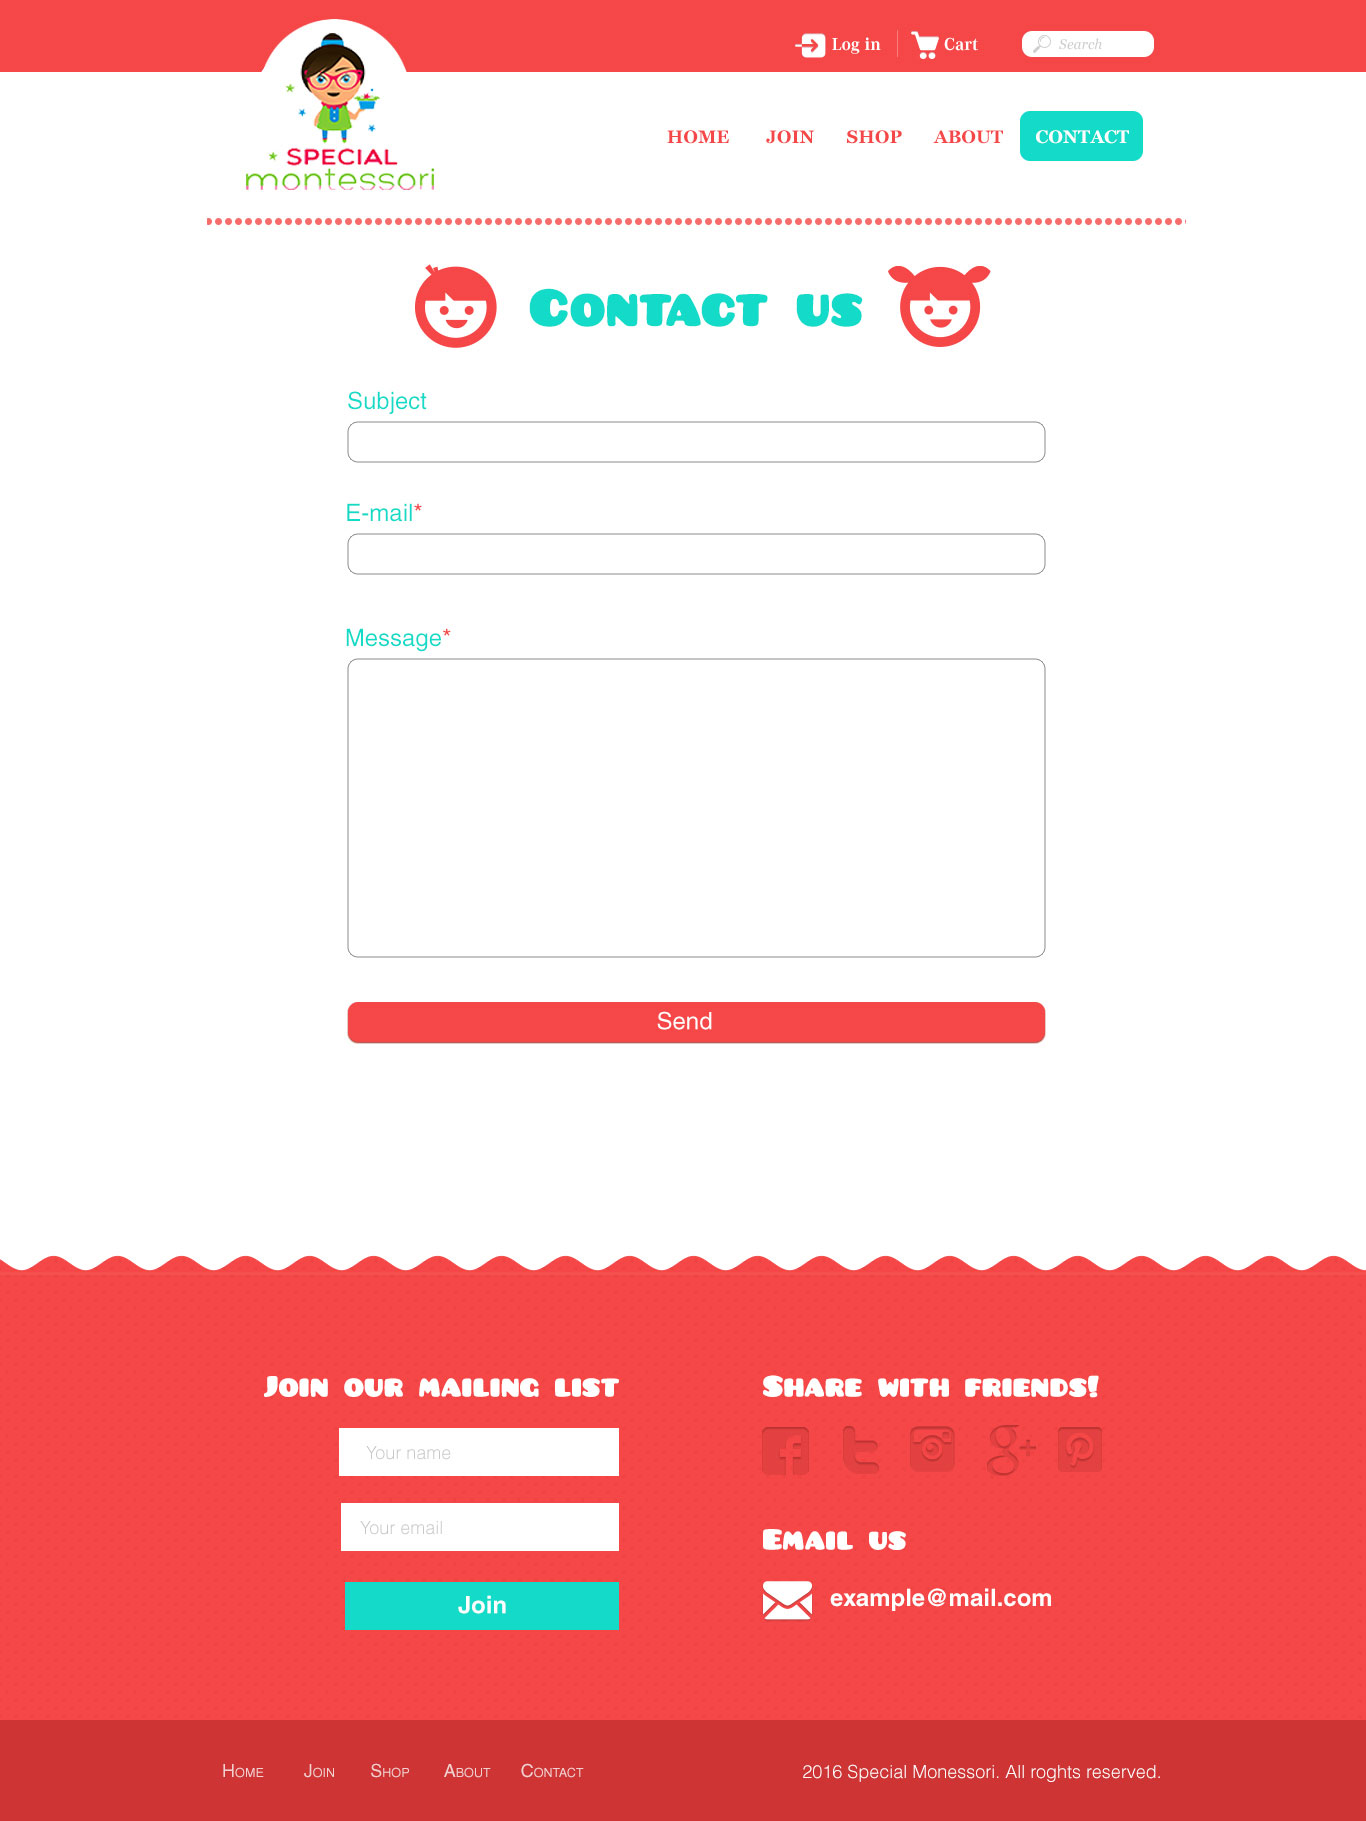 Log in
Cart
Search
SPECIAL
montessori
HOME JOIN SHOP ABOUT CONTACT
Contact us
Subject
E-mail*
Message*
Send
Join our mailing list
Your name
Your email
Join
Share with friends!
Email us
example@mail.com
Home Join Shop About Contact
2016 Special Monessori. All roghts reserved.